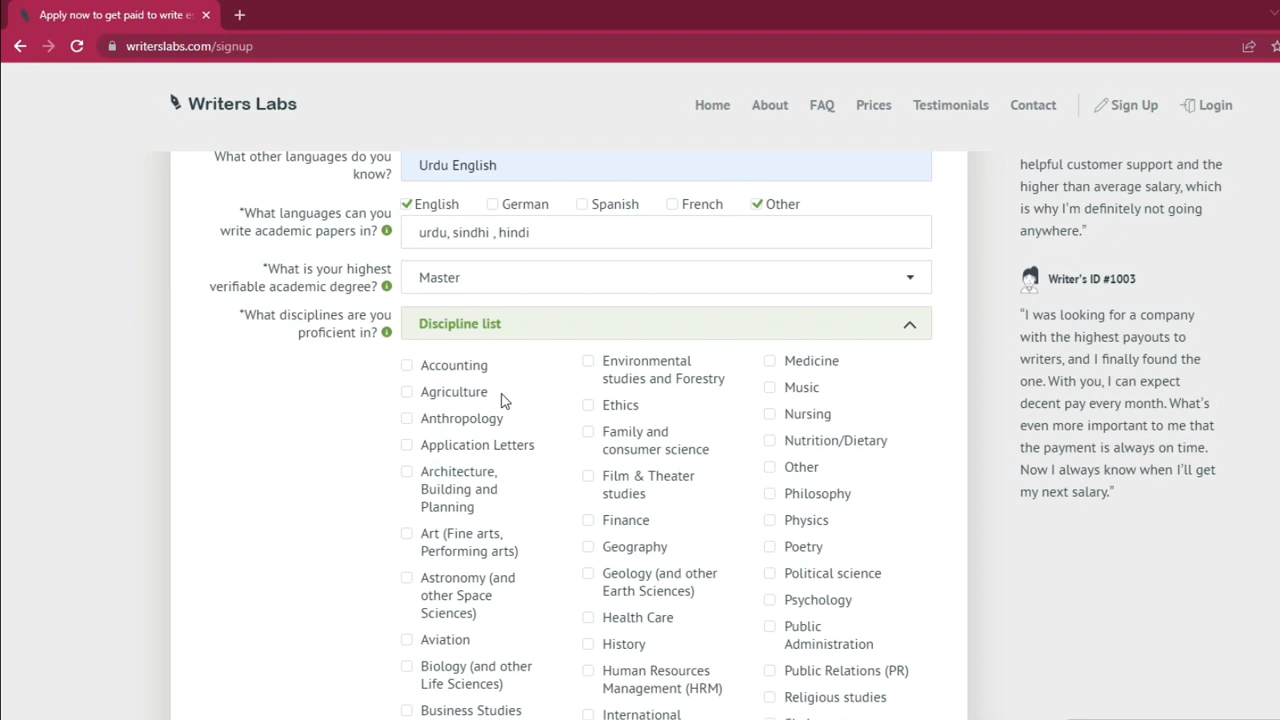 Apply now to get paid to write e
writerslabs.com/signup
Writers Labs
Home About FAQ Prices Testimonials Contact Sign Up Login
What other languages do you
know?
Urdu English
*What languages can you
write academic papers in?
English German Spanish French Other
urdu, sindhi , hindi
*What is your highest
verifiable academic degree?
Master
*What disciplines are you
proficient in?
Discipline list
Accounting
Agriculture
Anthropology
Application Letters
Architecture,
Building and
Planning
Art (Fine arts,
Performing arts)
Astronomy (and
other Space
Sciences)
Aviation
Biology (and other
Life Sciences)
Business Studies
Environmental
studies and Forestry
Ethics
Family and
consumer science
Film & Theater
studies
Finance
Geography
Geology (and other
Earth Sciences)
Health Care
History
Human Resources
Management (HRM)
International
Medicine
Music
Nursing
Nutrition/Dietary
Other
Philosophy
Physics
Poetry
Political science
Psychology
Public
Administration
Public Relations (PR)
Religious studies
helpful customer support and the
higher than average salary, which
is why I'm definitely not going
anywhere."
Writer's ID #1003
"I was looking for a company
with the highest payouts to
writers, and I finally found the
one. With you, I can expect
decent pay every month. What's
even more important to me that
the payment is always on time.
Now I always know when I'll get
my next salary."